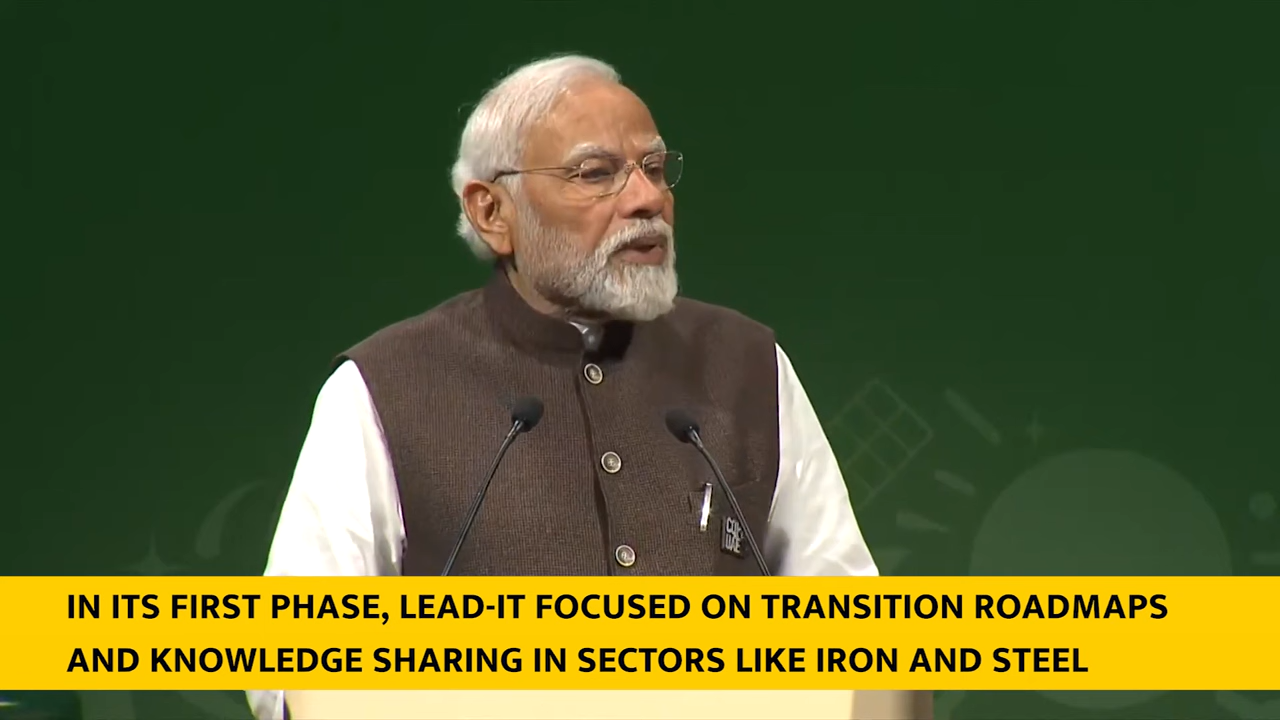 IN ITS FIRST PHASE, LEAD-IT FOCUSED ON TRANSITION ROADMAPS
AND KNOWLEDGE SHARING IN SECTORS LIKE IRON AND STEEL